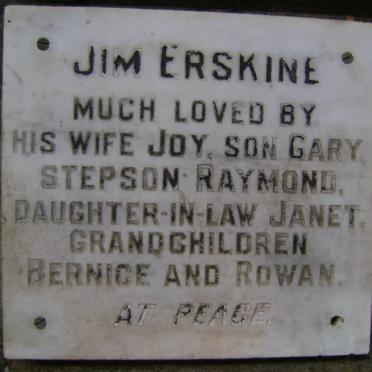 JIM ERSKINE
MUCH LOVED BY
HIS WIFE JOY, SON GARY,
STEPSON RAYMOND,
DAUGHTER-IN-LAW JANET,
GRANDCHILDREN
BERNICE AND ROWAN.
AT PEACE.